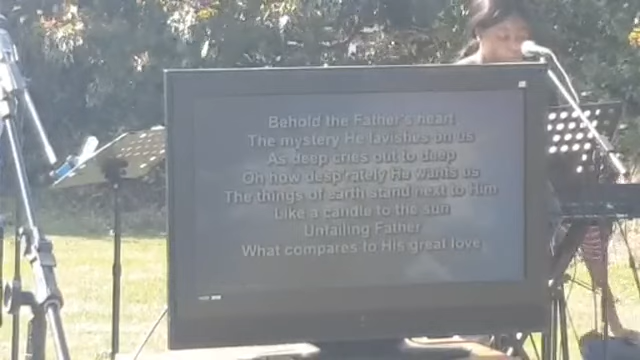 Behold the Father's heart
The mystery He lavishes on us
As deep cries out to deep
Oh how desp'rately He wants us
The things of earth stand next to Him
Like a candle to the sun
Unfailing Father
What compares to His great love